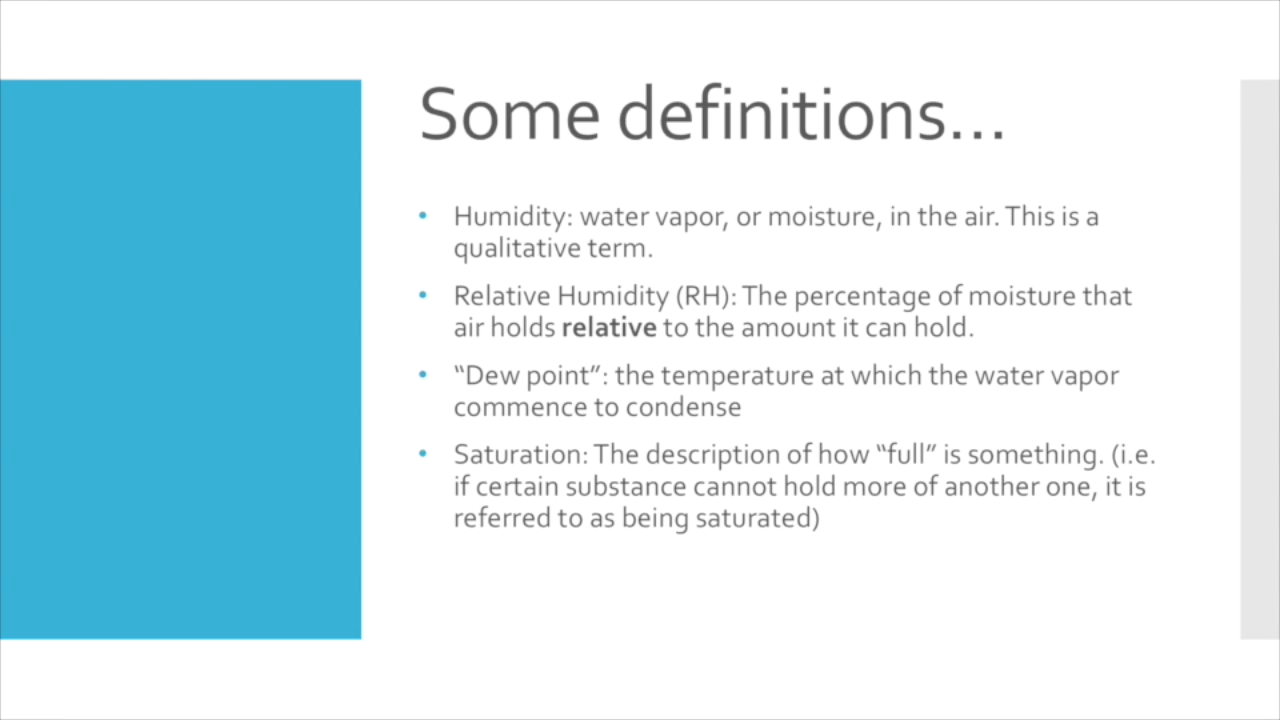 Some definitions...
• Humidity: water vapor, or moisture, in the air. This is a
qualitative term.
• Relative Humidity (RH): The percentage of moisture that
air holds relative to the amount it can hold.
• “Dew point”: the temperature at which the water vapor
commence to condense
• Saturation: The description of how “full” is something. (i.e.
if certain substance cannot hold more of another one, it is
referred to as being saturated)